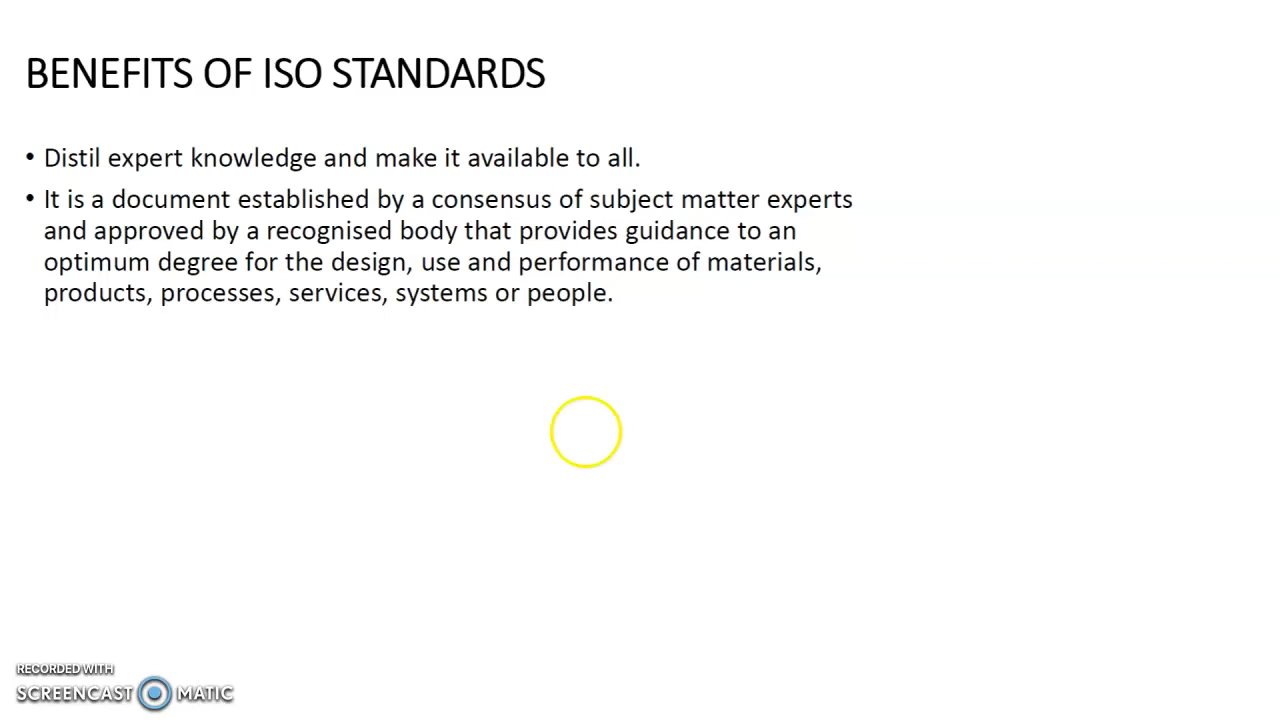 BENEFITS OF ISO STANDARDS
• Distil expert knowledge and make it available to all.
• It is a document established by a consensus of subject matter experts
and approved by a recognised body that provides guidance to an
optimum degree for the design, use and performance of materials,
products, processes, services, systems or people.
RECORDED WITH
SCREENCAST MATIC